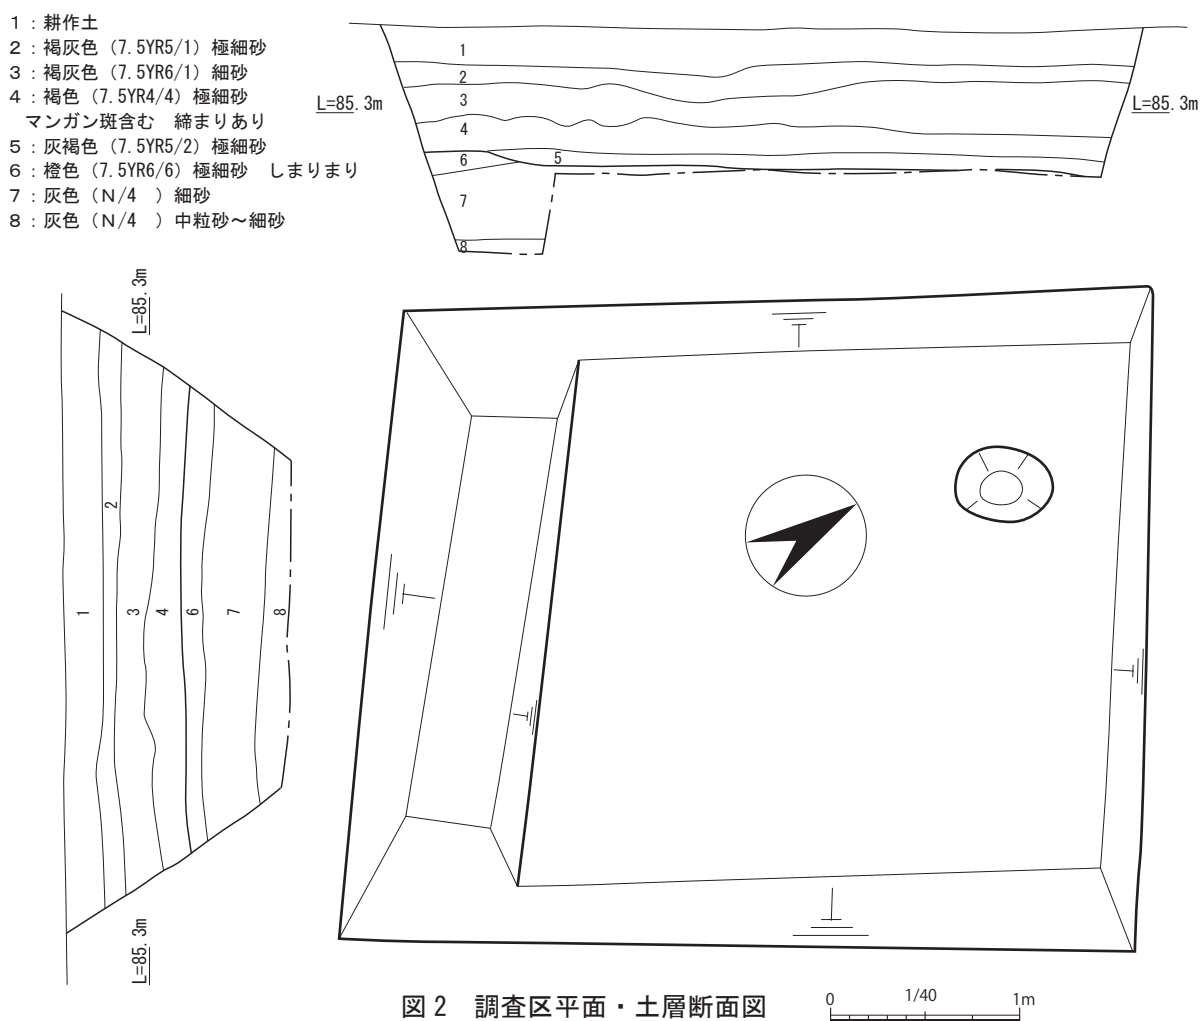 1：耕作土
2：褐灰色（7.5YR5/1）極細砂
3：褐灰色（7.5YR6/1）細砂
4：褐色（7.5YR4/4）極細砂
マンガン斑含む　締まりあり
5：灰褐色（7.5YR5/2）極細砂
6：橙色（7.5YR6/6）極細砂　しまりまり
7：灰色（N/4　）細砂
8：灰色（N/4　）中粒砂～細砂
L=85.3m
L=85.3m
1
2
3
4
5
6
7
8
L=85.3m
1
2
3
4
6
7
8
L=85.3m
図2　調査区平面・土層断面図
0　1/40　1m